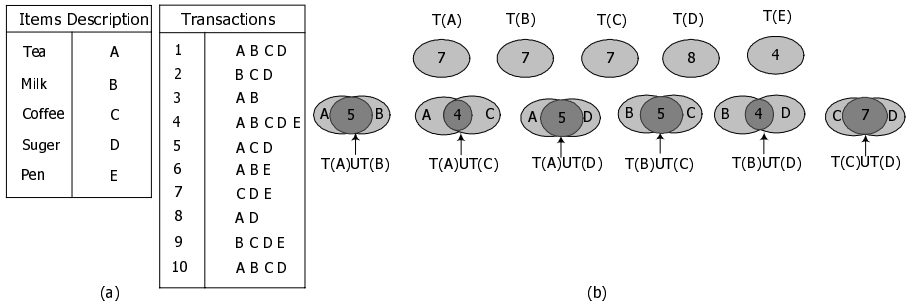 Items Description
Tea A
Milk B
Coffee C
Suger D
Pen E
Transactions
1 A B C D
2 B C D
3 A B
4 A B C D E
5 A C D
6 A B E
7 C D E
8 A D
9 B C D E
10 A B C D
(a)
T(A) T(B) T(C) T(D) T(E)
7 7 7 8 4
A 5 B A 4 C A 5 D B 5 C B 4 D C 7 D
T(A)UT(B) T(A)UT(C) T(A)UT(D) T(B)UT(C) T(B)UT(D) T(C)UT(D)
(b)